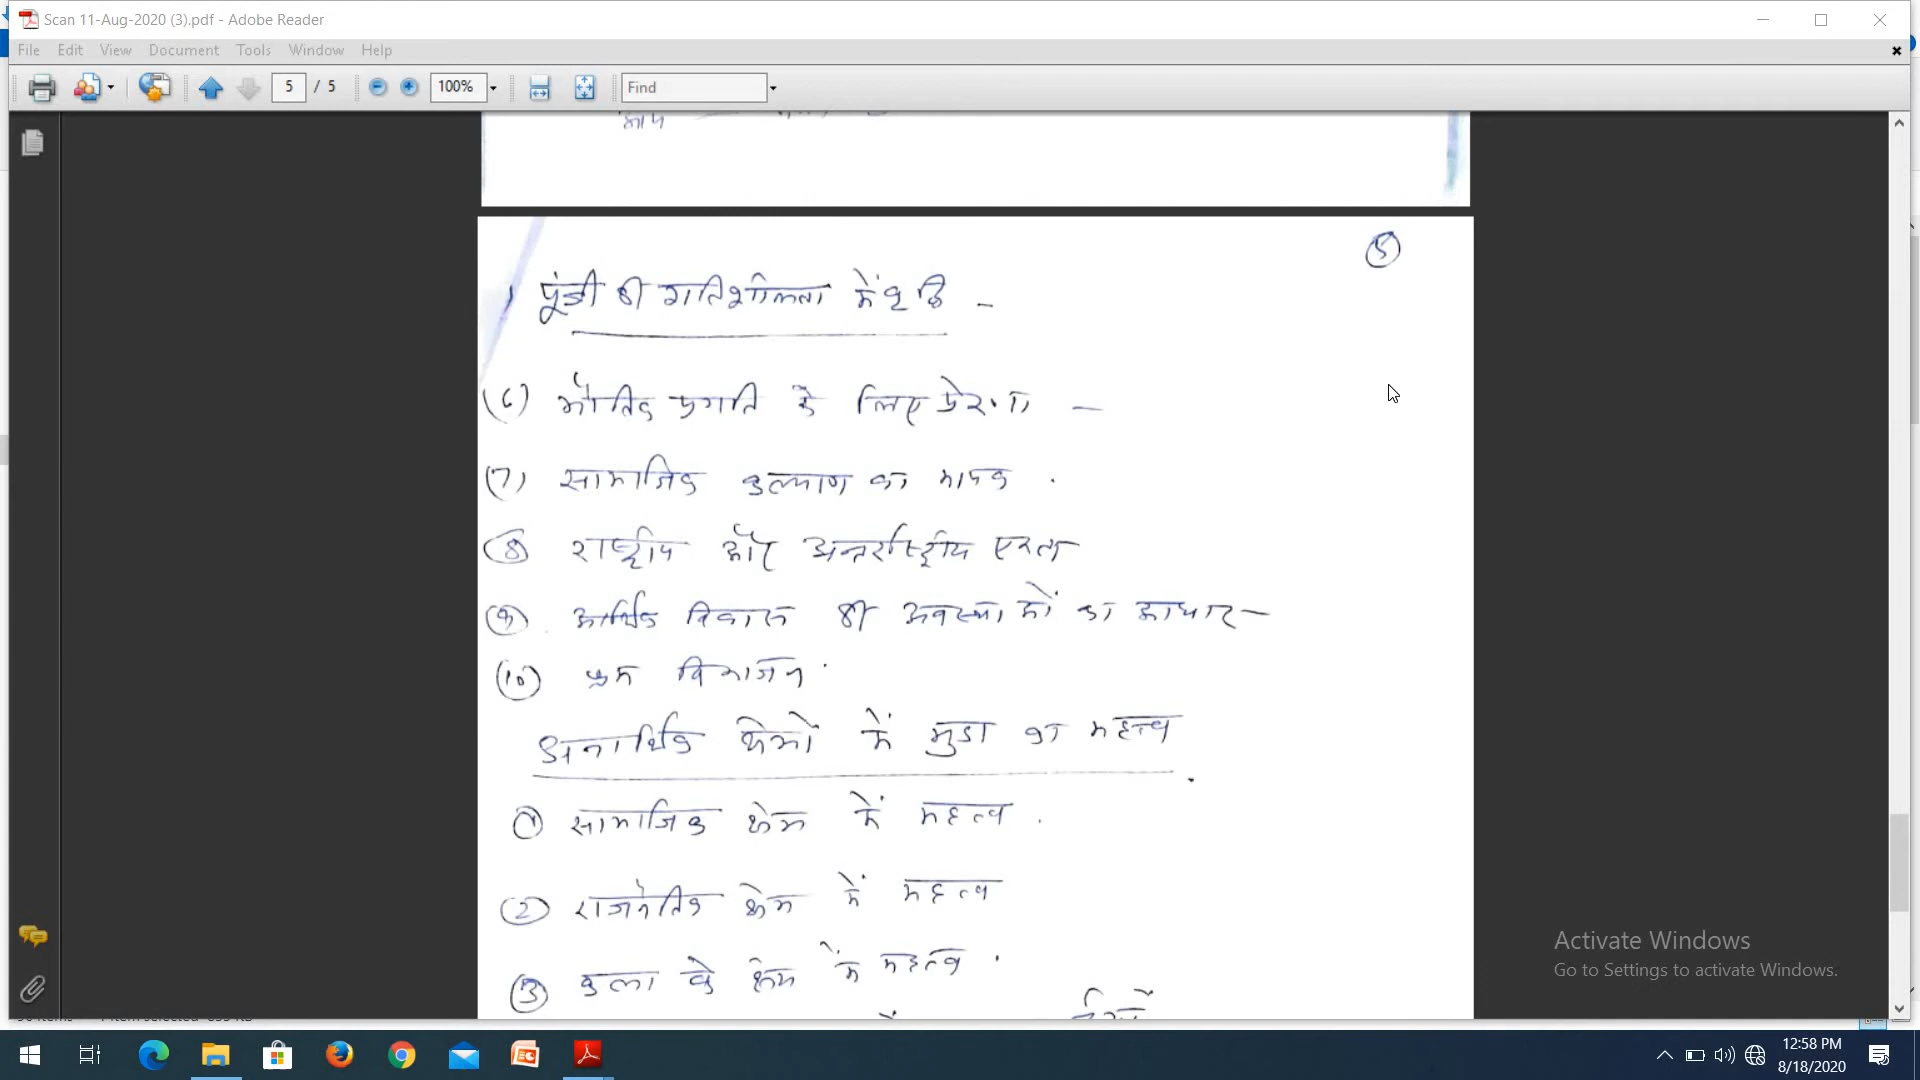 Scan 11-Aug-2020 (3).pdf - Adobe Reader
File Edit View Document Tools Window Help
5 / 5 100% Find
5
पूंजी की गतिशीलता में वृद्धि -
(6) भौतिक प्रगति के लिए प्रेरणा -
(7) सामाजिक कल्याण का मापक .
(8) राष्ट्रीय और अन्तर्राष्ट्रीय एकता
(9) आर्थिक विकास की अवस्थाओं का आधार -
(10) श्रम विभाजन .
अनार्थिक क्षेत्रों में मुद्रा का महत्व
(1) सामाजिक क्षेत्र में महत्व .
(2) राजनैतिक क्षेत्र में महत्व
(3) कला के क्षेत्र में महत्व .
Activate Windows
Go to Settings to activate Windows.
12:58 PM
8/18/2020